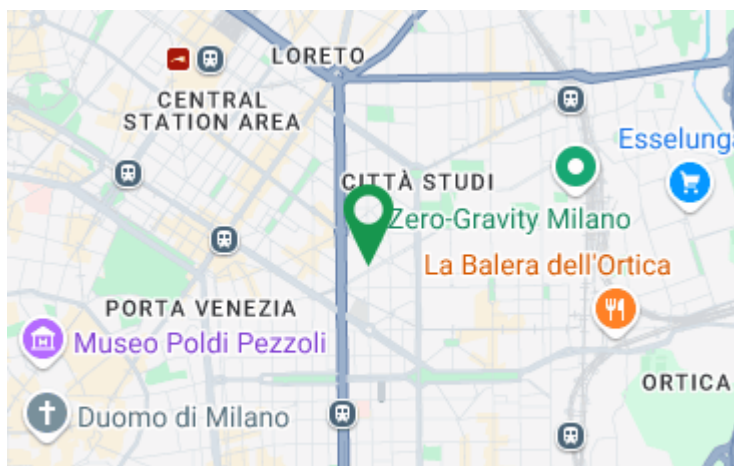 LORETO
CENTRAL
STATION AREA
Esselunga
CITTÀ STUDI
Zero-Gravity Milano
La Balera dell'Ortica
PORTA VENEZIA
Museo Poldi Pezzoli
ORTICA
Duomo di Milano